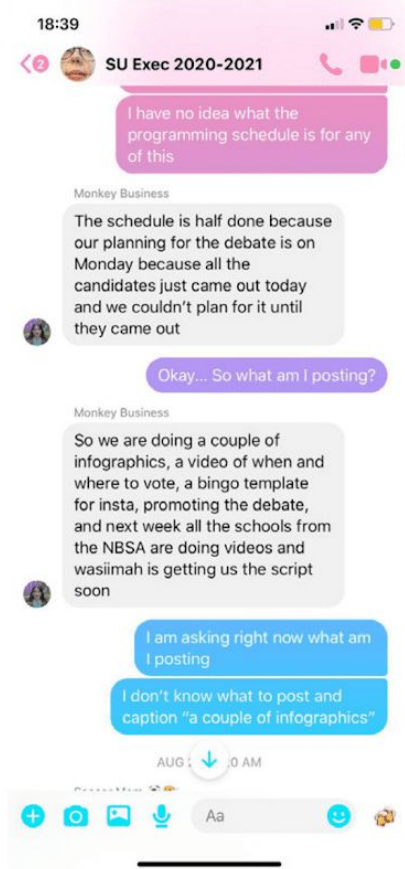 18:39
2
SU Exec 2020-2021
I have no idea what the
programming schedule is for any
of this
Monkey Business
The schedule is half done because
our planning for the debate is on
Monday because all the
candidates just came out today
and we couldn't plan for it until
they came out
Okay... So what am I posting?
Monkey Business
So we are doing a couple of
infographics, a video of when and
where to vote, a bingo template
for insta, promoting the debate,
and next week all the schools from
the NBSA are doing videos and
wasiimah is getting us the script
soon
I am asking right now what am
I posting
I don't know what to post and
caption "a couple of infographics"
AUG AM
Aa